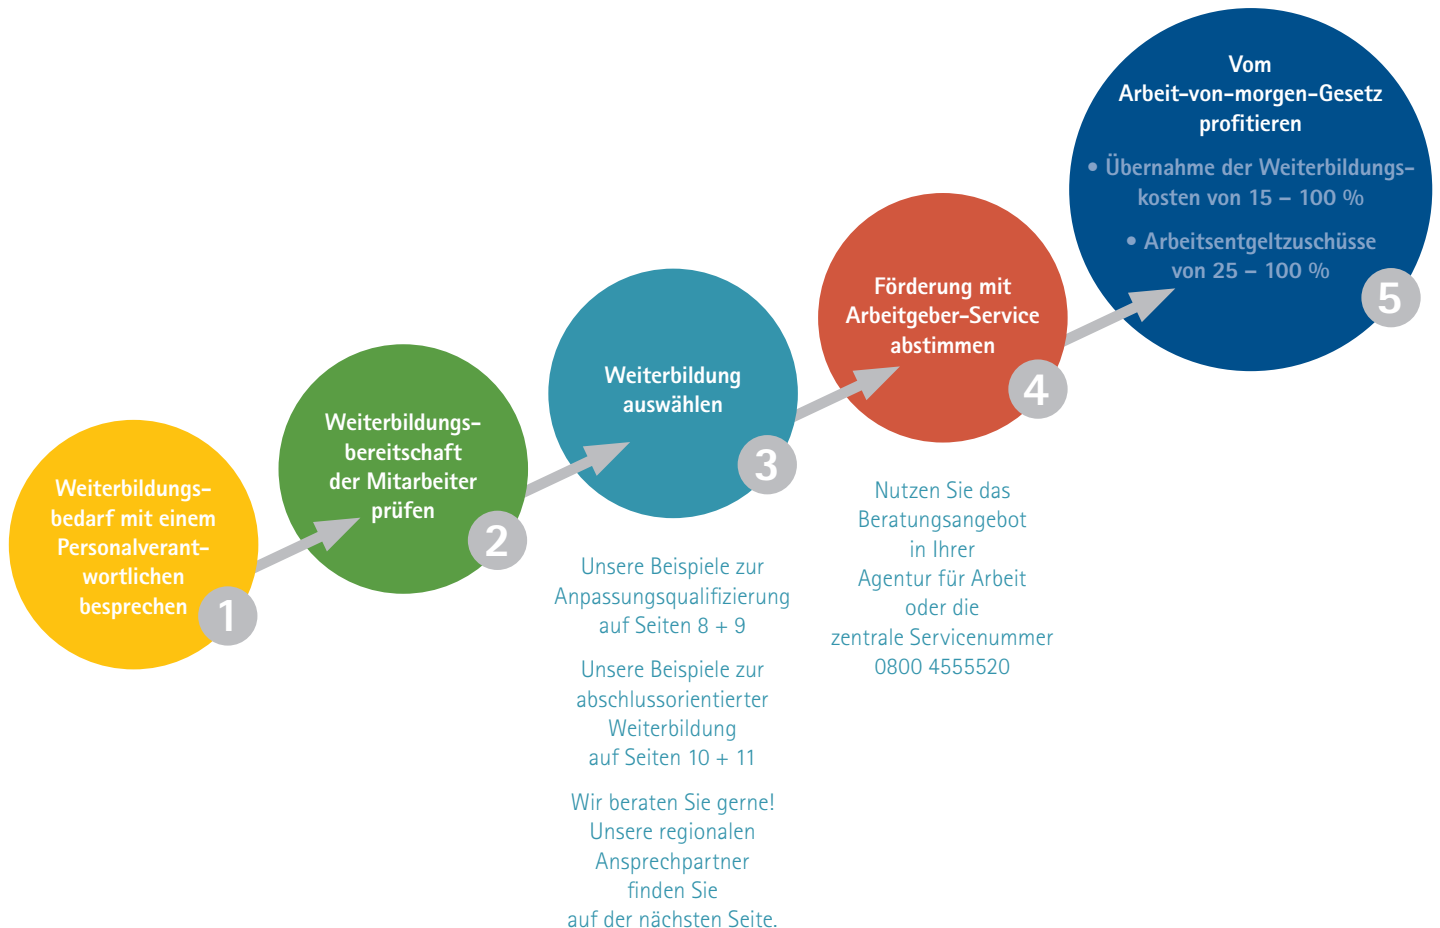 Weiterbildungs-
bedarf mit einem
Personalverant-
wortlichen
besprechen
1
Weiterbildungs-
bereitschaft
der Mitarbeiter
prüfen
2
Weiterbildung
auswählen
3
Unsere Beispiele zur
Anpassungsqualifizierung
auf Seiten 8 + 9
Unsere Beispiele zur
abschlussorientierter
Weiterbildung
auf Seiten 10 + 11
Wir beraten Sie gerne!
Unsere regionalen
Ansprechpartner
finden Sie
auf der nächsten Seite.
Förderung mit
Arbeitgeber-Service
abstimmen
4
Nutzen Sie das
Beratungsangebot
in Ihrer
Agentur für Arbeit
oder die
zentrale Servicenummer
0800 4555520
Vom
Arbeit-von-morgen-Gesetz
profitieren
• Übernahme der Weiterbildungs-
kosten von 15 – 100 %
• Arbeitsentgeltzuschüsse
von 25 – 100 %
5